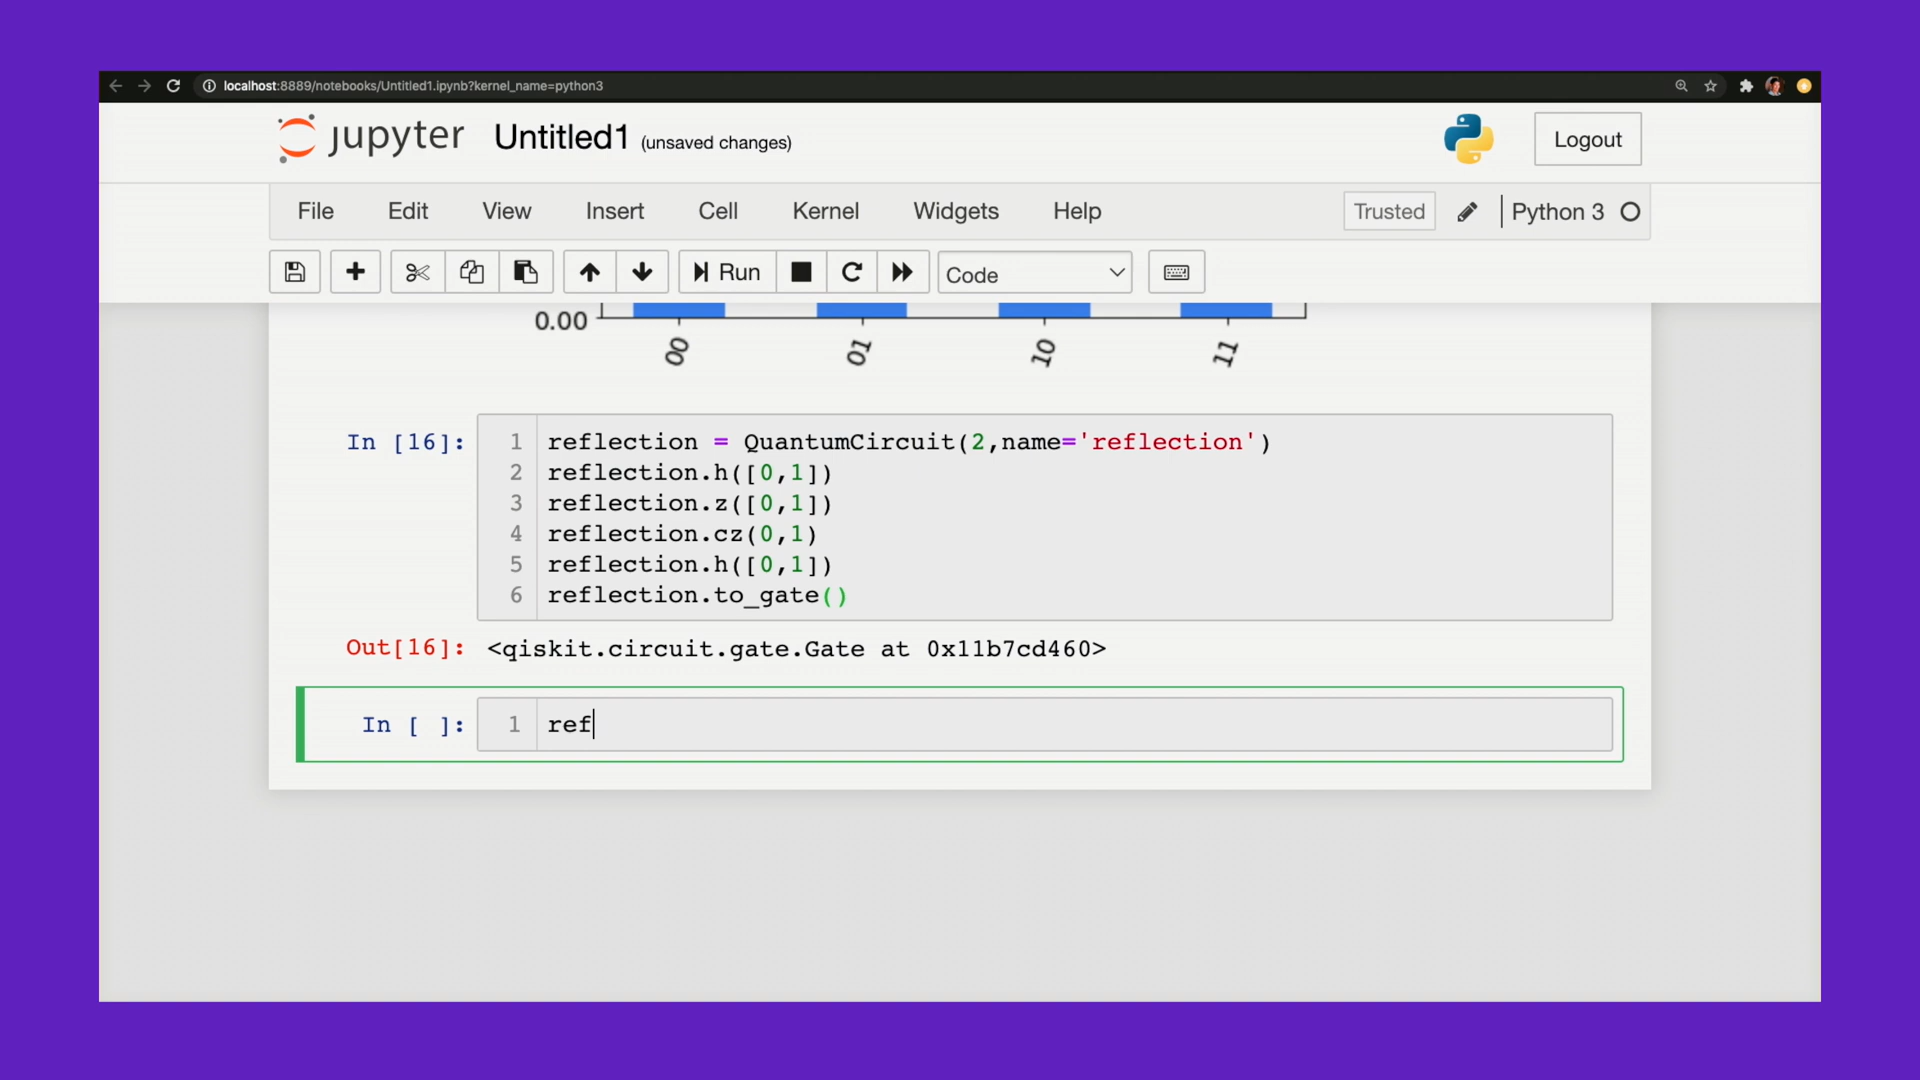 localhost:8889/notebooks/Untitled1.ipynb?kernel_name=python3
jupyter Untitled1 (unsaved changes)
Logout
File Edit View Insert Cell Kernel Widgets Help Trusted Python 3
Run Code
0.00
00 01 10 11
In [16]: 1 reflection = QuantumCircuit(2,name='reflection')
2 reflection.h([0,1])
3 reflection.z([0,1])
4 reflection.cz(0,1)
5 reflection.h([0,1])
6 reflection.to_gate()
Out[16]: <qiskit.circuit.gate.Gate at 0x11b7cd460>
In [ ]: 1 ref